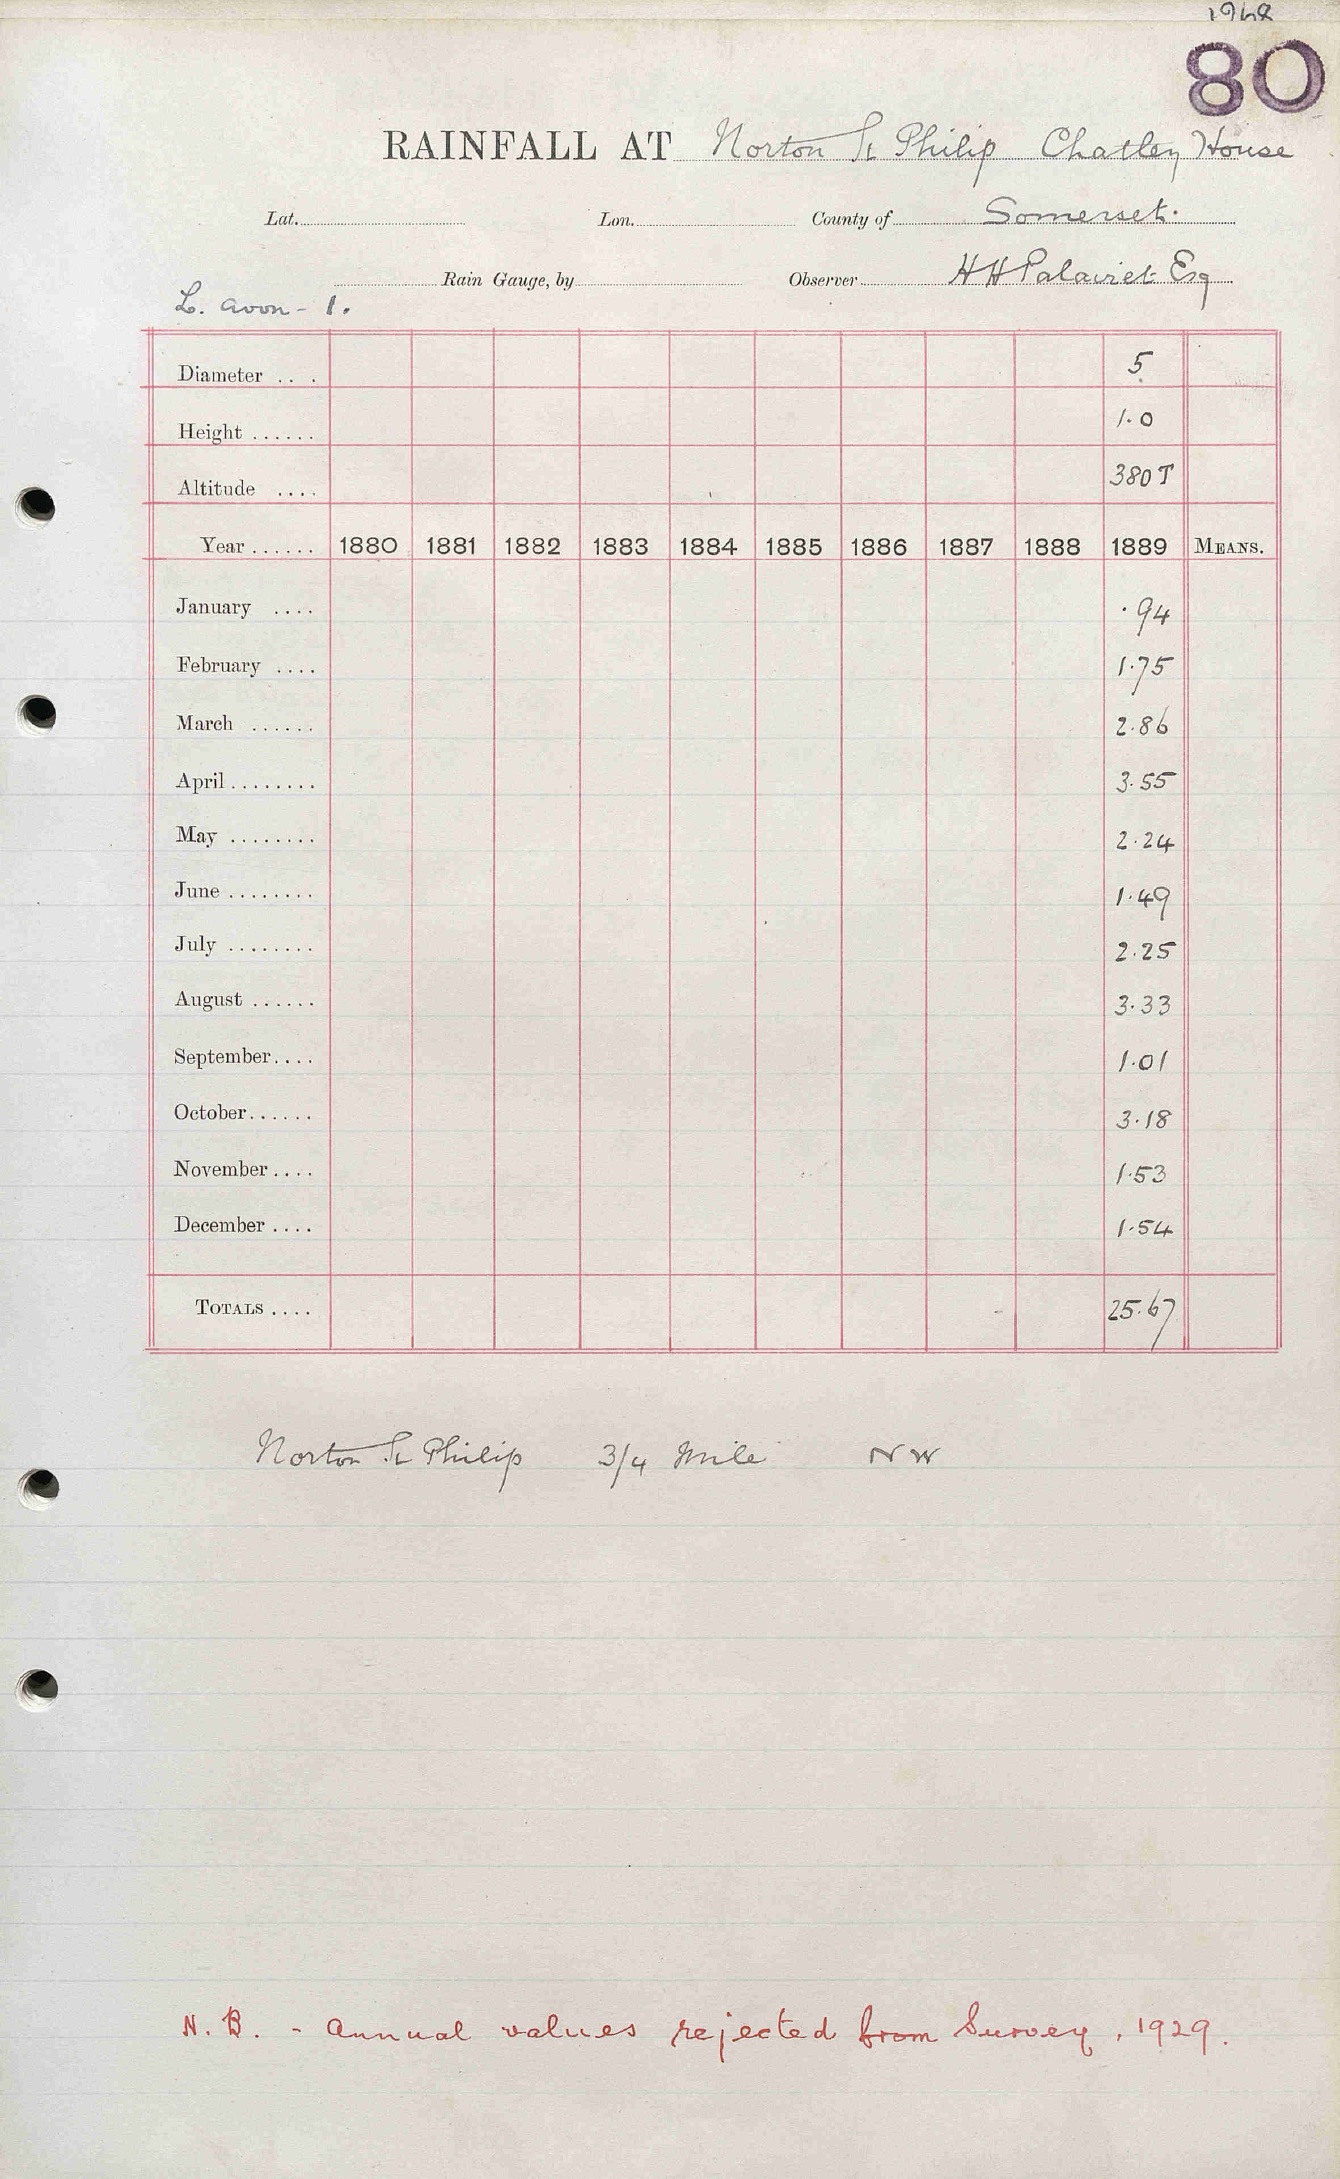 1968
80
RAINFALL AT Norton St Philip Chatley House
Lat. Lon. County of Somerset.
Rain Gauge, by Observer H H Palairet Esq
L. Avon - 1.
Diameter ... 5
Height ...... 1.0
Altitude .... 380 T
Year ...... 1880 1881 1882 1883 1884 1885 1886 1887 1888 1889 MEANS.
January .... .94
February .... 1.75
March ...... 2.86
April ........ 3.55
May ........ 2.24
June ........ 1.49
July ........ 2.25
August ...... 3.33
September .... 1.01
October ...... 3.18
November .... 1.53
December .... 1.54
TOTALS .... 25.67
Norton St Philip 3/4 Mile NW
N.B. - Annual values rejected from Survey, 1929.